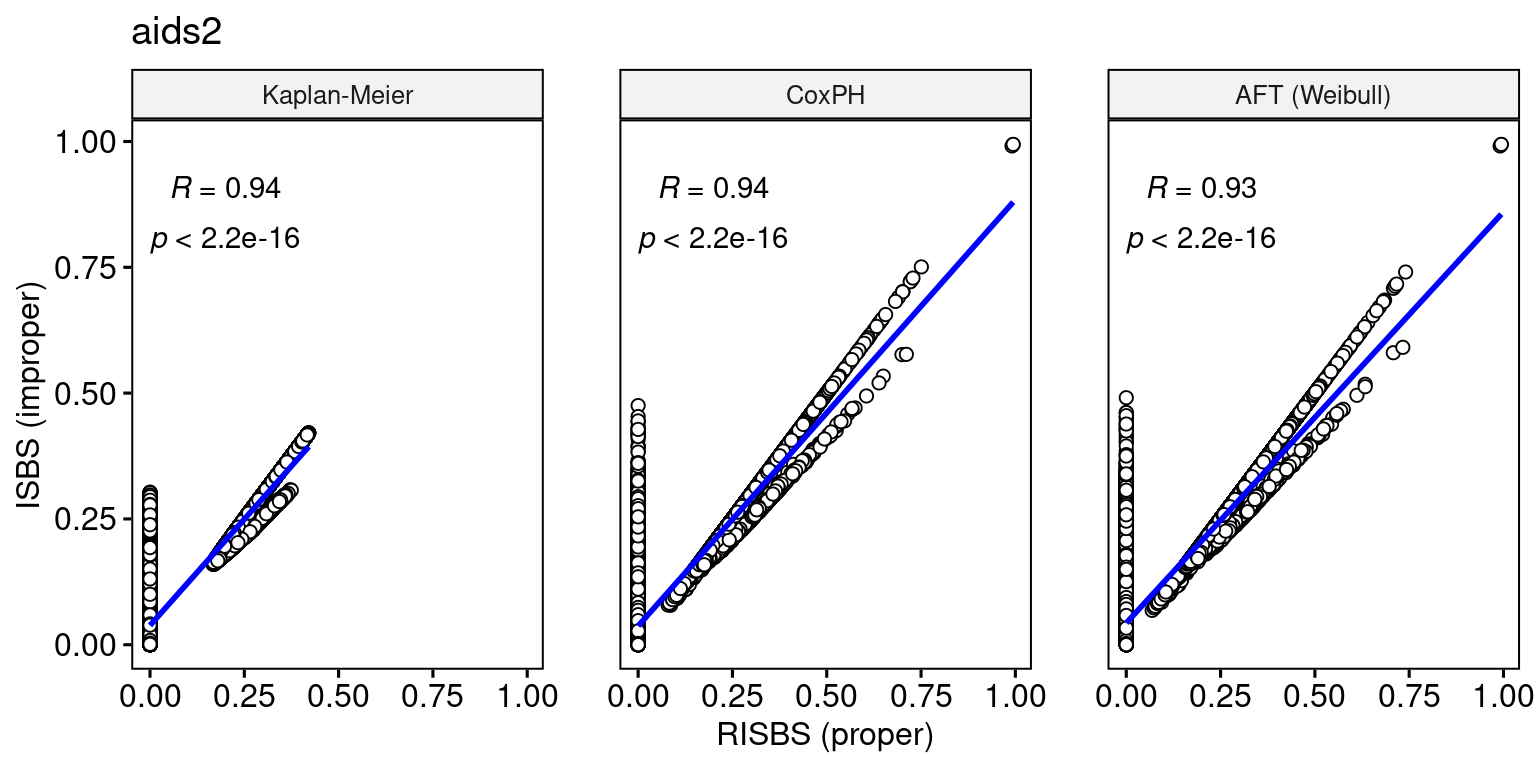 aids2
Kaplan-Meier CoxPH AFT (Weibull)
1.00
0.75
0.50
0.25
0.00
ISBS (improper)
R = 0.94
p < 2.2e-16
R = 0.94
p < 2.2e-16
R = 0.93
p < 2.2e-16
0.00 0.25 0.50 0.75 1.00
0.00 0.25 0.50 0.75 1.00
0.00 0.25 0.50 0.75 1.00
RISBS (proper)